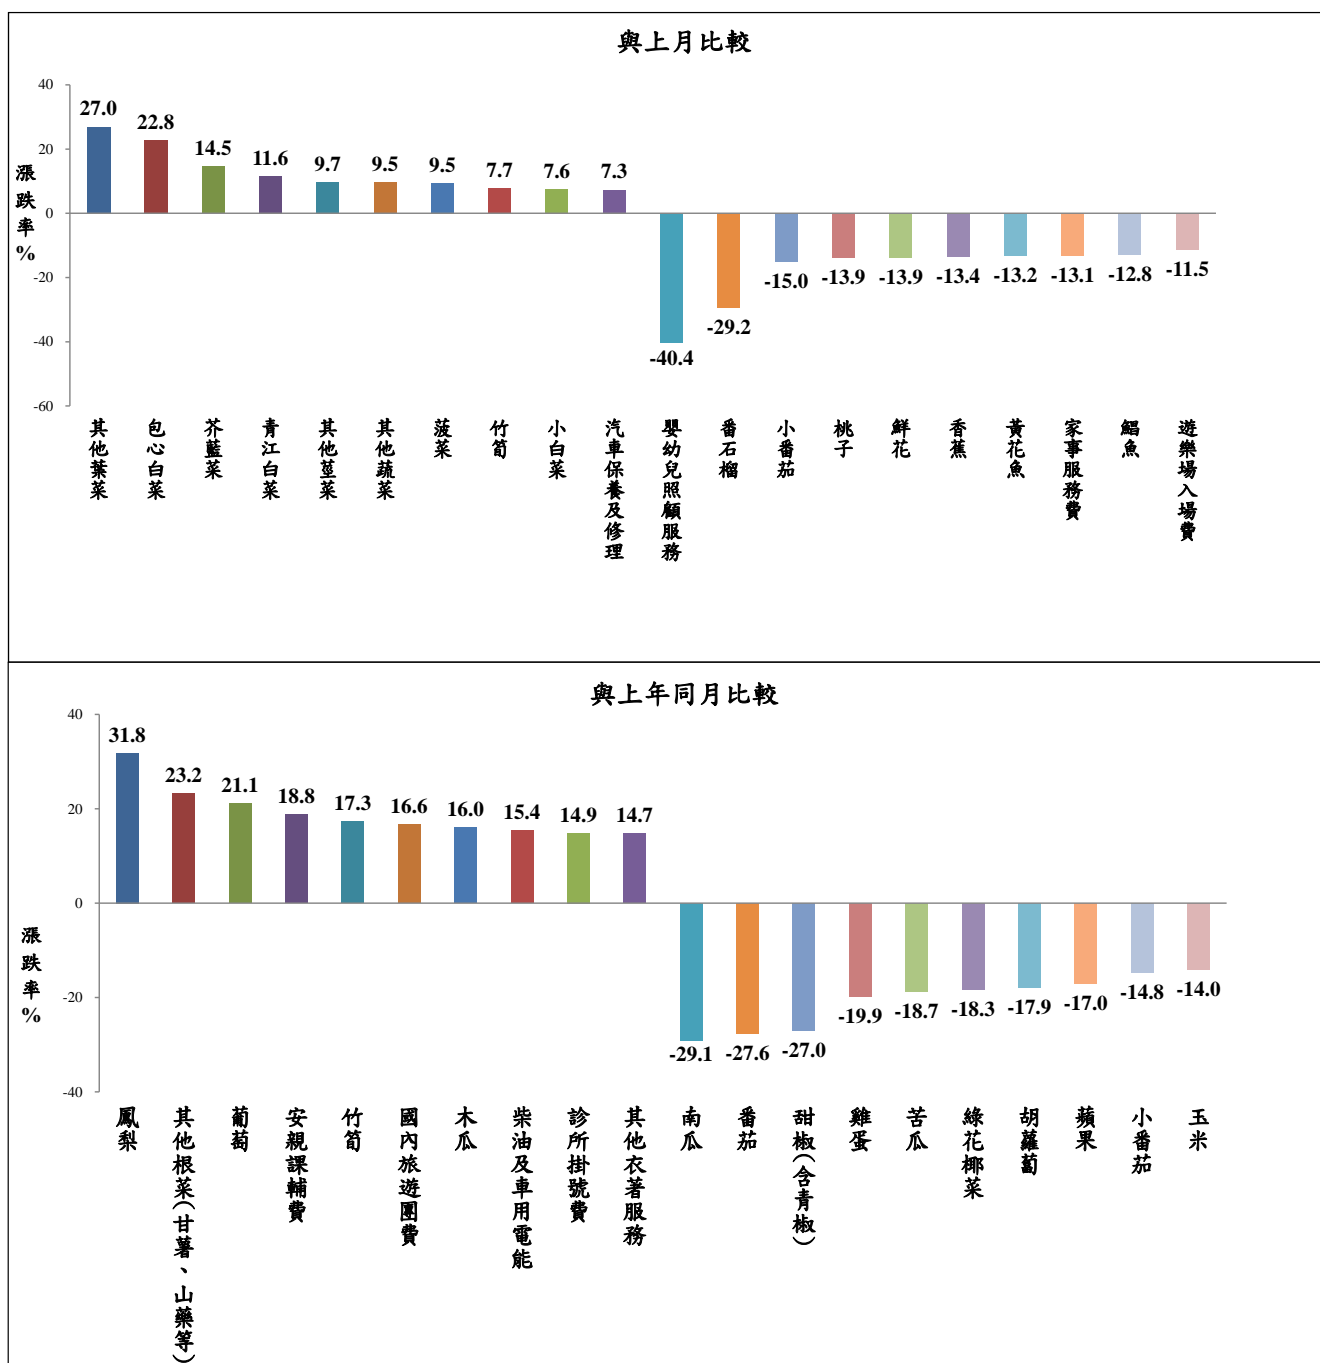 與上月比較
40
20
0
-20
-40
-60
漲跌率%
27.0
22.8
14.5
11.6
9.7
9.5
9.5
7.7
7.6
7.3
-40.4
-29.2
-15.0
-13.9
-13.9
-13.4
-13.2
-13.1
-12.8
-11.5
其他葉菜
包心白菜
芥藍菜
青江白菜
其他莖菜
其他蔬菜
菠菜
竹筍
小白菜
汽車保養及修理
嬰幼兒照顧服務
番石榴
小番茄
桃子
鮮花
香蕉
黃花魚
家事服務費
鯧魚
遊樂場入場費
與上年同月比較
40
20
0
-20
-40
漲跌率%
31.8
23.2
21.1
18.8
17.3
16.6
16.0
15.4
14.9
14.7
-29.1
-27.6
-27.0
-19.9
-18.7
-18.3
-17.9
-17.0
-14.8
-14.0
鳳梨
其他根菜(甘薯、山藥等)
葡萄
安親課輔費
竹筍
國內旅遊團費
木瓜
柴油及車用電能
診所掛號費
其他衣著服務
南瓜
番茄
甜椒(含青椒)
雞蛋
苦瓜
綠花椰菜
胡蘿蔔
蘋果
小番茄
玉米